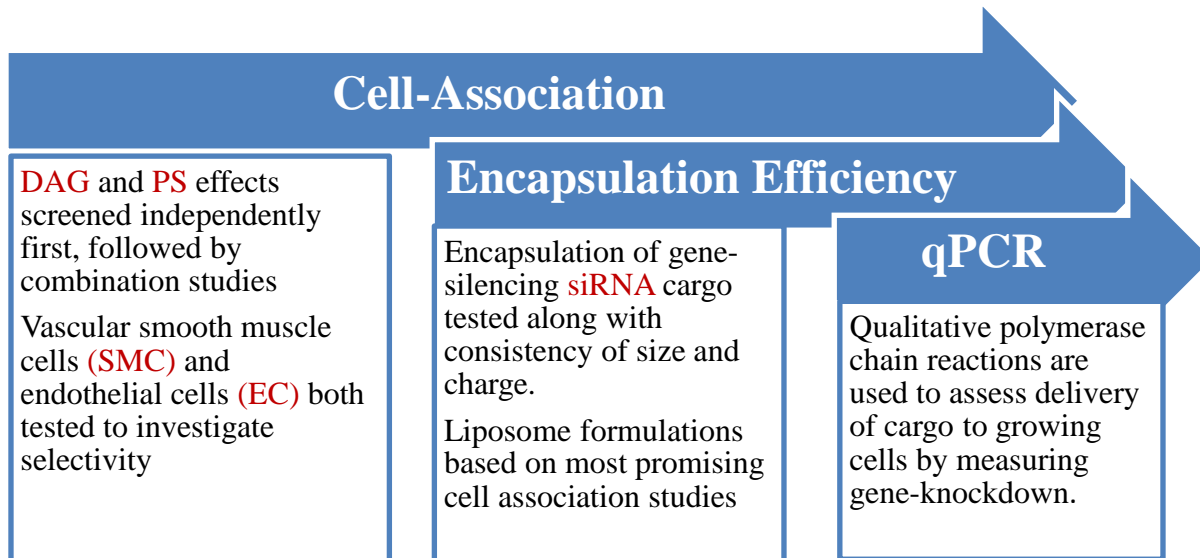 Cell-Association
DAG and PS effects
screened independently
first, followed by
combination studies
Vascular smooth muscle
cells (SMC) and
endothelial cells (EC) both
tested to investigate
selectivity
Encapsulation Efficiency
Encapsulation of gene-
silencing siRNA cargo
tested along with
consistency of size and
charge.
Liposome formulations
based on most promising
cell association studies
qPCR
Qualitative polymerase
chain reactions are
used to assess delivery
of cargo to growing
cells by measuring
gene-knockdown.